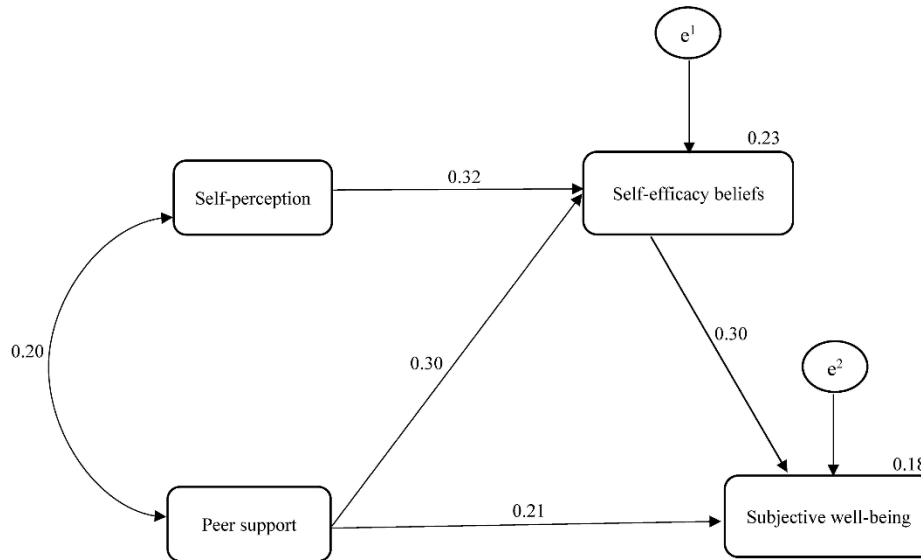 e1
0.23
Self-perception
0.32
Self-efficacy beliefs
0.20
0.30
0.30
e2
0.18
Peer support
0.21
Subjective well-being